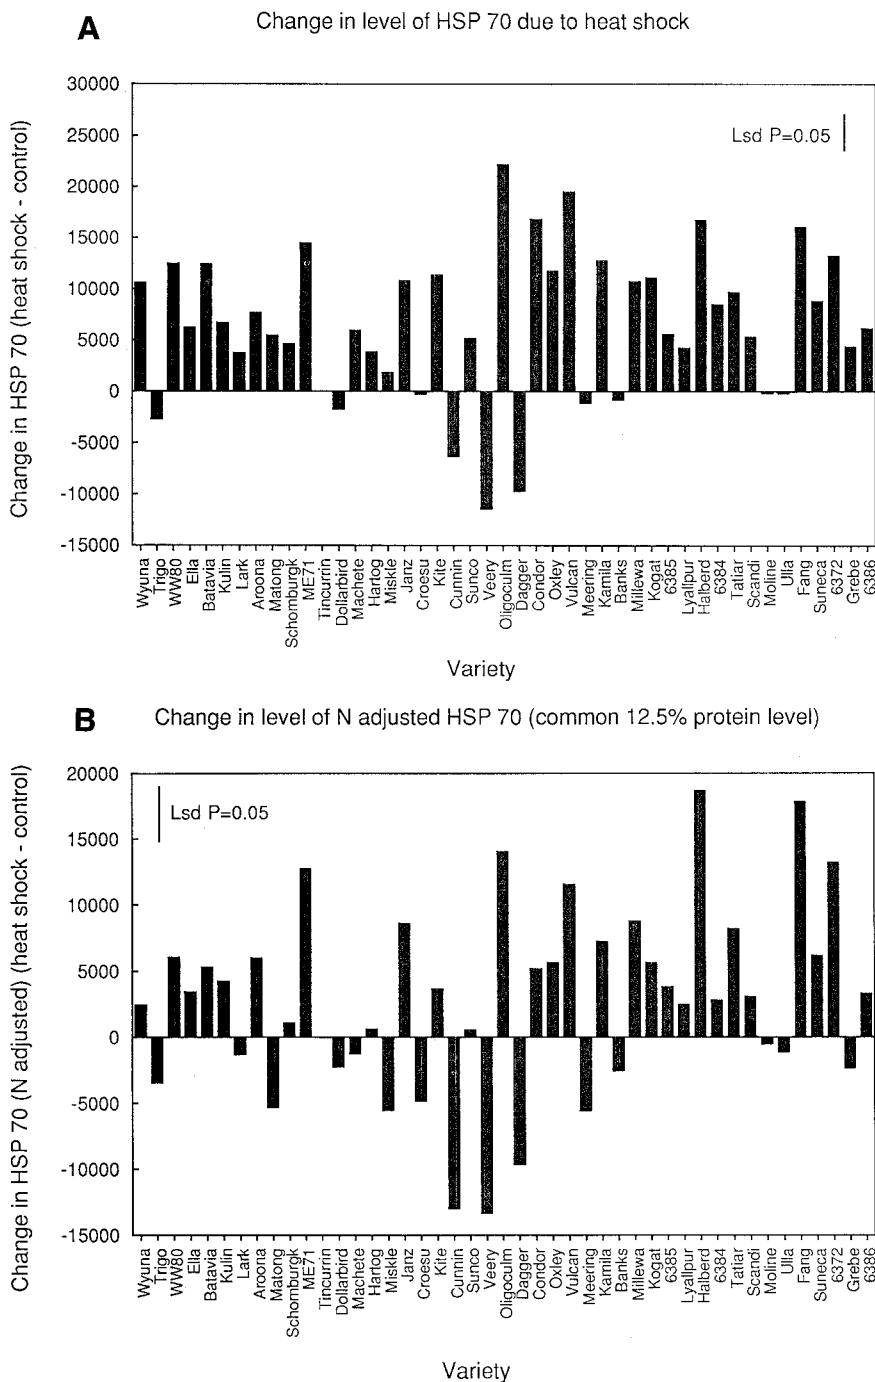 A
Change in level of HSP 70 due to heat shock
Change in HSP 70 (heat shock - control)
30000
25000
20000
15000
10000
5000
0
-5000
-10000
-15000
Lsd P=0.05
Wyuna
Trigo
WW80
Ella
Batavia
Kulin
Lark
Aroona
Matong
Schomburgk
ME71
Tincurrin
Dollarbird
Machete
Hartog
Miskle
Janz
Croesu
Kite
Cunnin
Sunco
Veery
Oligoculm
Dagger
Condor
Oxley
Vulcan
Meering
Kamila
Banks
Millewa
Kogat
6385
Lyallpur
Halberd
6384
Tatiar
Scandi
Moline
Ulla
Fang
Suneca
6372
Grebe
6386
Variety
B
Change in level of N adjusted HSP 70 (common 12.5% protein level)
Change in HSP 70 (N adjusted) (heat shock - control)
20000
15000
10000
5000
0
-5000
-10000
-15000
Lsd P=0.05
Wyuna
Trigo
WW80
Ella
Batavia
Kulin
Lark
Aroona
Matong
Schomburgk
ME71
Tincurrin
Dollarbird
Machete
Hartog
Miskle
Janz
Croesu
Kite
Cunnin
Sunco
Veery
Oligoculm
Dagger
Condor
Oxley
Vulcan
Meering
Kamila
Banks
Millewa
Kogat
6385
Lyallpur
Halberd
6384
Tatiar
Scandi
Moline
Ulla
Fang
Suneca
6372
Grebe
6386
Variety